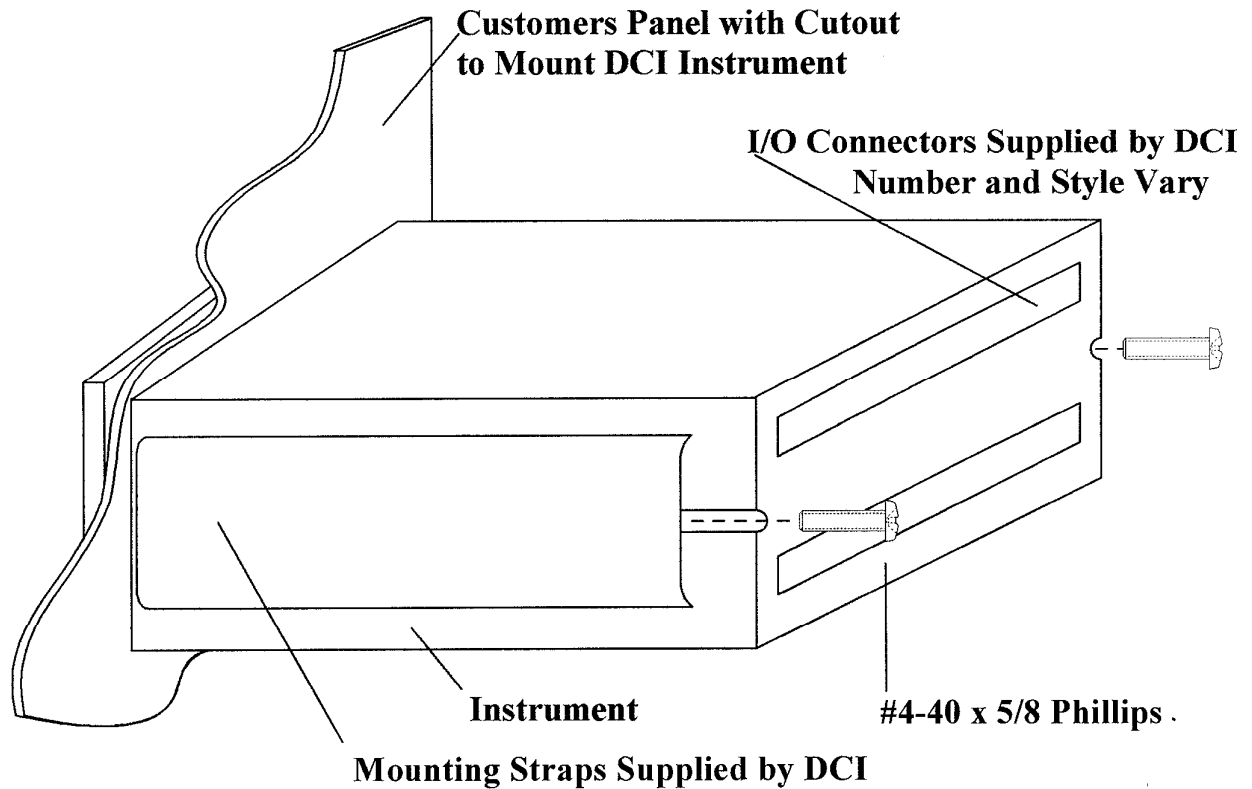 Customers Panel with Cutout
to Mount DCI Instrument
I/O Connectors Supplied by DCI
Number and Style Vary
Instrument
#4-40 x 5/8 Phillips
Mounting Straps Supplied by DCI